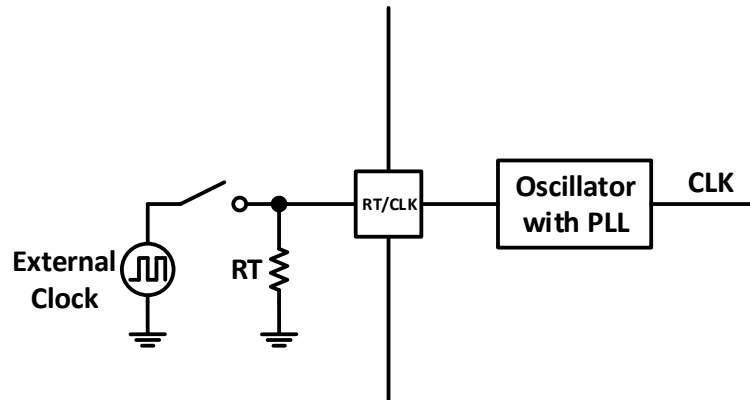 External
Clock
RT
RT/CLK
Oscillator
with PLL
CLK